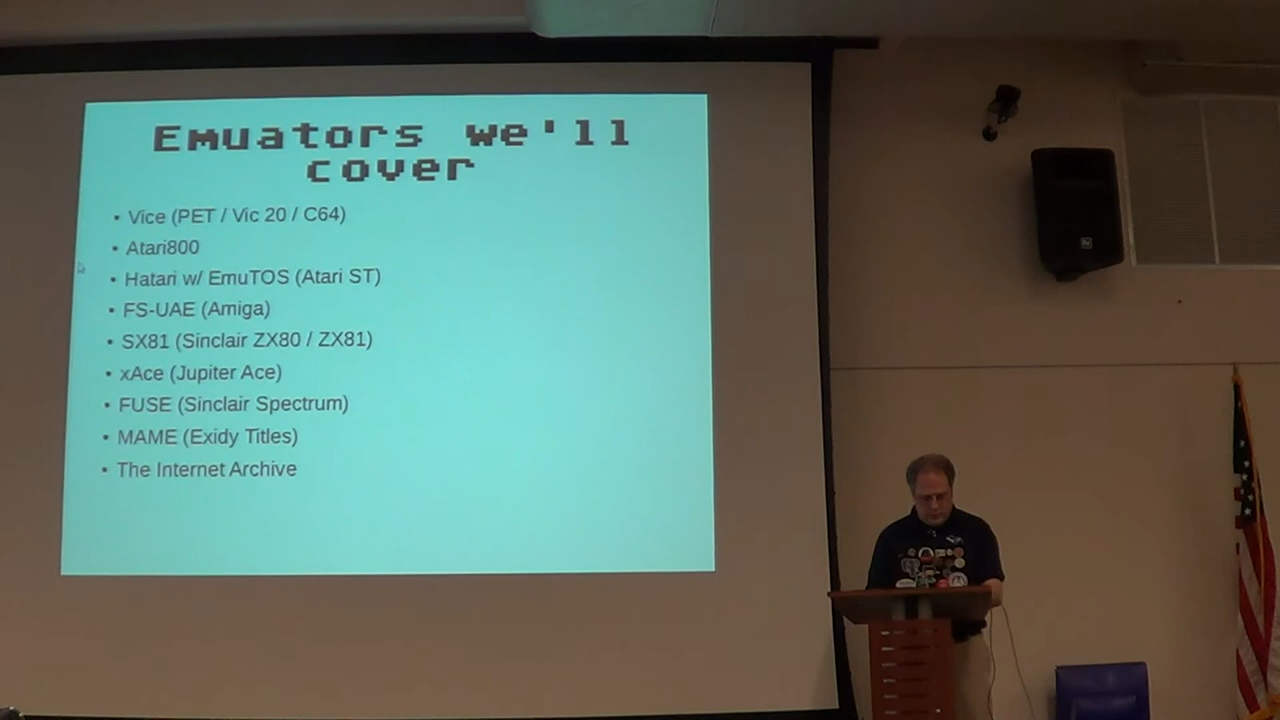 Emuators we'll
cover
• Vice (PET / Vic 20 / C64)
• Atari800
• Hatari w/ EmuTOS (Atari ST)
• FS-UAE (Amiga)
• SX81 (Sinclair ZX80 / ZX81)
• xAce (Jupiter Ace)
• FUSE (Sinclair Spectrum)
• MAME (Exidy Titles)
• The Internet Archive